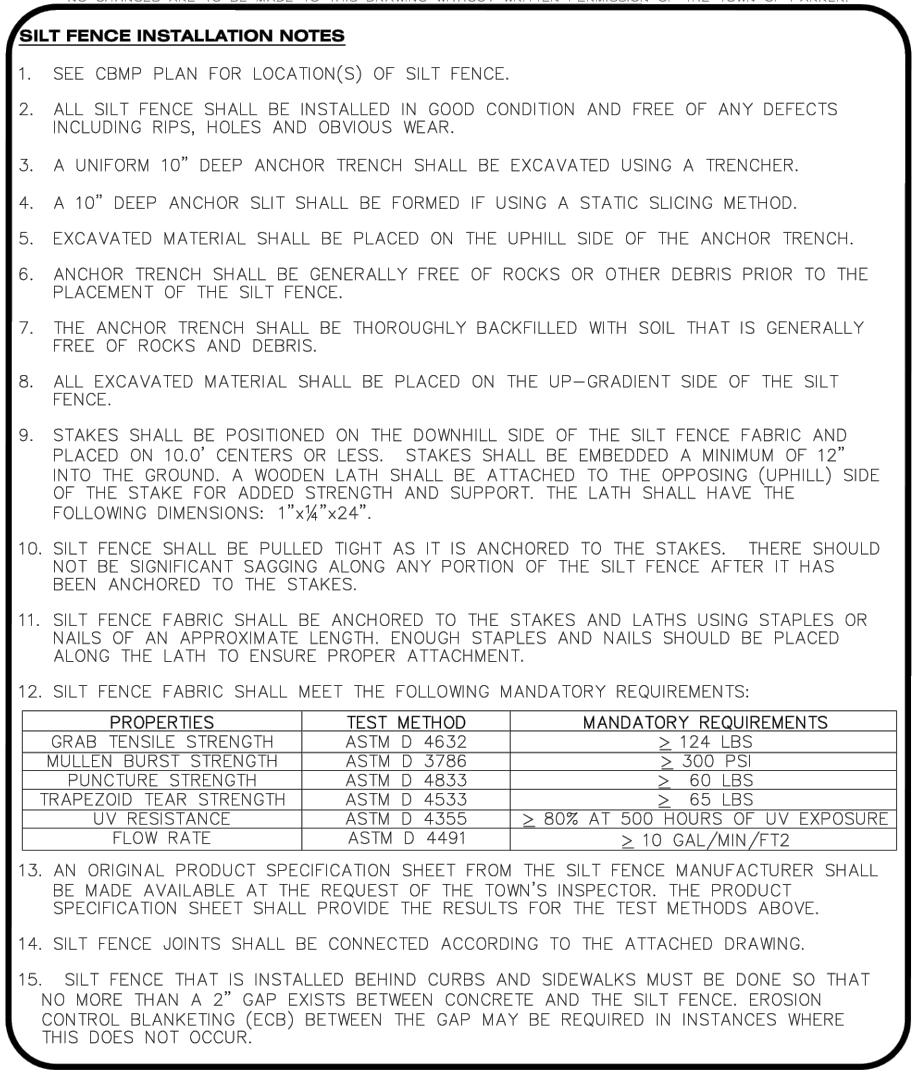 NO CHANGES ARE TO BE MADE TO THIS DRAWING WITHOUT WRITTEN PERMISSION OF THE TOWN OF PARKER.
SILT FENCE INSTALLATION NOTES
1. SEE CBMP PLAN FOR LOCATION(S) OF SILT FENCE.
2. ALL SILT FENCE SHALL BE INSTALLED IN GOOD CONDITION AND FREE OF ANY DEFECTS
INCLUDING RIPS, HOLES AND OBVIOUS WEAR.
3. A UNIFORM 10" DEEP ANCHOR TRENCH SHALL BE EXCAVATED USING A TRENCHER.
4. A 10" DEEP ANCHOR SLIT SHALL BE FORMED IF USING A STATIC SLICING METHOD.
5. EXCAVATED MATERIAL SHALL BE PLACED ON THE UPHILL SIDE OF THE ANCHOR TRENCH.
6. ANCHOR TRENCH SHALL BE GENERALLY FREE OF ROCKS OR OTHER DEBRIS PRIOR TO THE
PLACEMENT OF THE SILT FENCE.
7. THE ANCHOR TRENCH SHALL BE THOROUGHLY BACKFILLED WITH SOIL THAT IS GENERALLY
FREE OF ROCKS AND DEBRIS.
8. ALL EXCAVATED MATERIAL SHALL BE PLACED ON THE UP–GRADIENT SIDE OF THE SILT
FENCE.
9. STAKES SHALL BE POSITIONED ON THE DOWNHILL SIDE OF THE SILT FENCE FABRIC AND
PLACED ON 10.0' CENTERS OR LESS. STAKES SHALL BE EMBEDDED A MINIMUM OF 12"
INTO THE GROUND. A WOODEN LATH SHALL BE ATTACHED TO THE OPPOSING (UPHILL) SIDE
OF THE STAKE FOR ADDED STRENGTH AND SUPPORT. THE LATH SHALL HAVE THE
FOLLOWING DIMENSIONS: 1"x¼"x24".
10. SILT FENCE SHALL BE PULLED TIGHT AS IT IS ANCHORED TO THE STAKES. THERE SHOULD
NOT BE SIGNIFICANT SAGGING ALONG ANY PORTION OF THE SILT FENCE AFTER IT HAS
BEEN ANCHORED TO THE STAKES.
11. SILT FENCE FABRIC SHALL BE ANCHORED TO THE STAKES AND LATHS USING STAPLES OR
NAILS OF AN APPROXIMATE LENGTH. ENOUGH STAPLES AND NAILS SHOULD BE PLACED
ALONG THE LATH TO ENSURE PROPER ATTACHMENT.
12. SILT FENCE FABRIC SHALL MEET THE FOLLOWING MANDATORY REQUIREMENTS:
PROPERTIES TEST METHOD MANDATORY REQUIREMENTS
GRAB TENSILE STRENGTH ASTM D 4632 ≥ 124 LBS
MULLEN BURST STRENGTH ASTM D 3786 ≥ 300 PSI
PUNCTURE STRENGTH ASTM D 4833 ≥ 60 LBS
TRAPEZOID TEAR STRENGTH ASTM D 4533 ≥ 65 LBS
UV RESISTANCE ASTM D 4355 ≥ 80% AT 500 HOURS OF UV EXPOSURE
FLOW RATE ASTM D 4491 ≥ 10 GAL/MIN/FT2
13. AN ORIGINAL PRODUCT SPECIFICATION SHEET FROM THE SILT FENCE MANUFACTURER SHALL
BE MADE AVAILABLE AT THE REQUEST OF THE TOWN'S INSPECTOR. THE PRODUCT
SPECIFICATION SHEET SHALL PROVIDE THE RESULTS FOR THE TEST METHODS ABOVE.
14. SILT FENCE JOINTS SHALL BE CONNECTED ACCORDING TO THE ATTACHED DRAWING.
15. SILT FENCE THAT IS INSTALLED BEHIND CURBS AND SIDEWALKS MUST BE DONE SO THAT
NO MORE THAN A 2" GAP EXISTS BETWEEN CONCRETE AND THE SILT FENCE. EROSION
CONTROL BLANKETING (ECB) BETWEEN THE GAP MAY BE REQUIRED IN INSTANCES WHERE
THIS DOES NOT OCCUR.